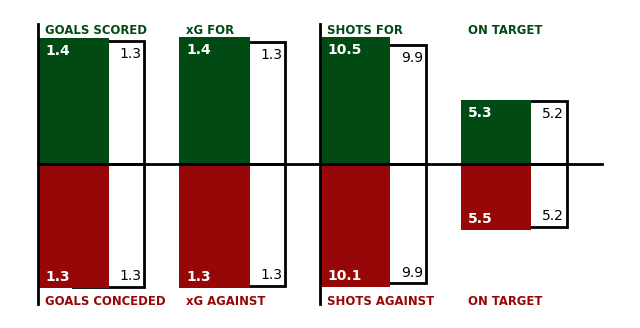 GOALS SCORED xG FOR SHOTS FOR ON TARGET
1.4 1.3 1.4 1.3 10.5 9.9 5.3 5.2
1.3 1.3 1.3 1.3 10.1 9.9 5.5 5.2
GOALS CONCEDED xG AGAINST SHOTS AGAINST ON TARGET